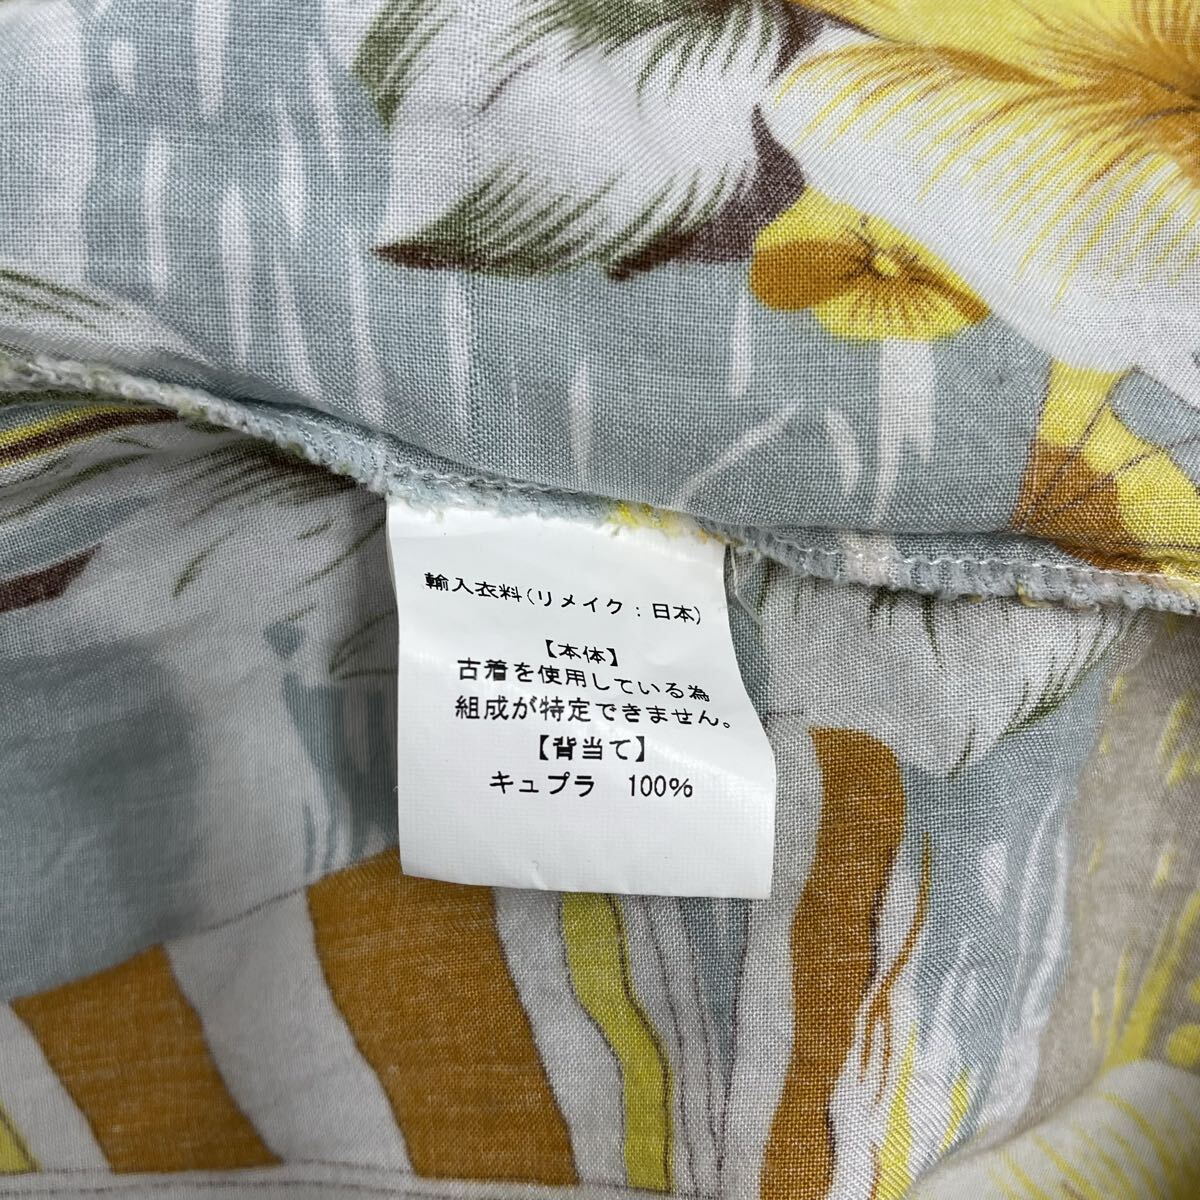 輸入衣料(リメイク:日本)
【本体】
古着を使用している為
組成が特定できません。
【背当て】
キュプラ 100%